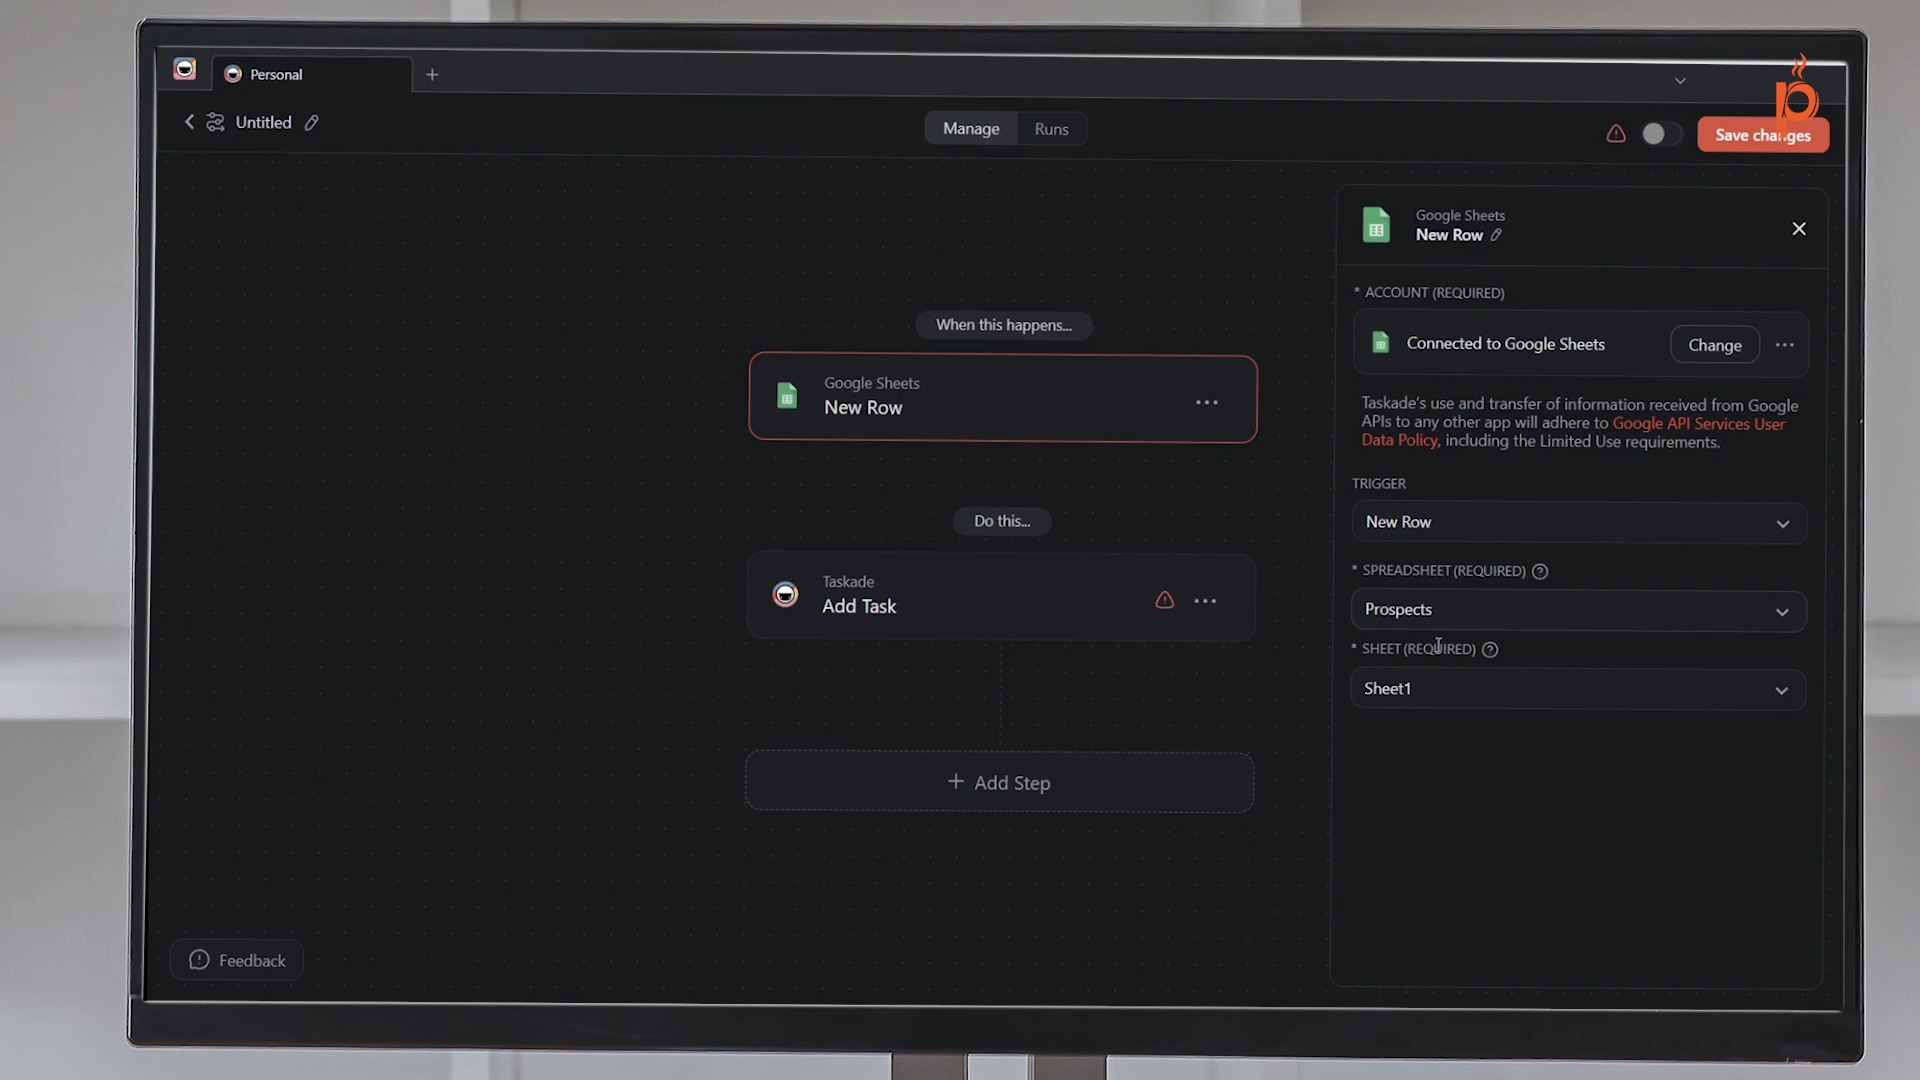 Personal
Untitled
Manage
Runs
Save changes
When this happens...
Google Sheets
New Row
Do this...
Taskade
Add Task
+ Add Step
Feedback
Google Sheets
New Row
* ACCOUNT (REQUIRED)
Connected to Google Sheets
Change
Taskade's use and transfer of information received from Google
APIs to any other app will adhere to Google API Services User
Data Policy, including the Limited Use requirements.
TRIGGER
New Row
* SPREADSHEET (REQUIRED)
Prospects
* SHEET (REQUIRED)
Sheet1